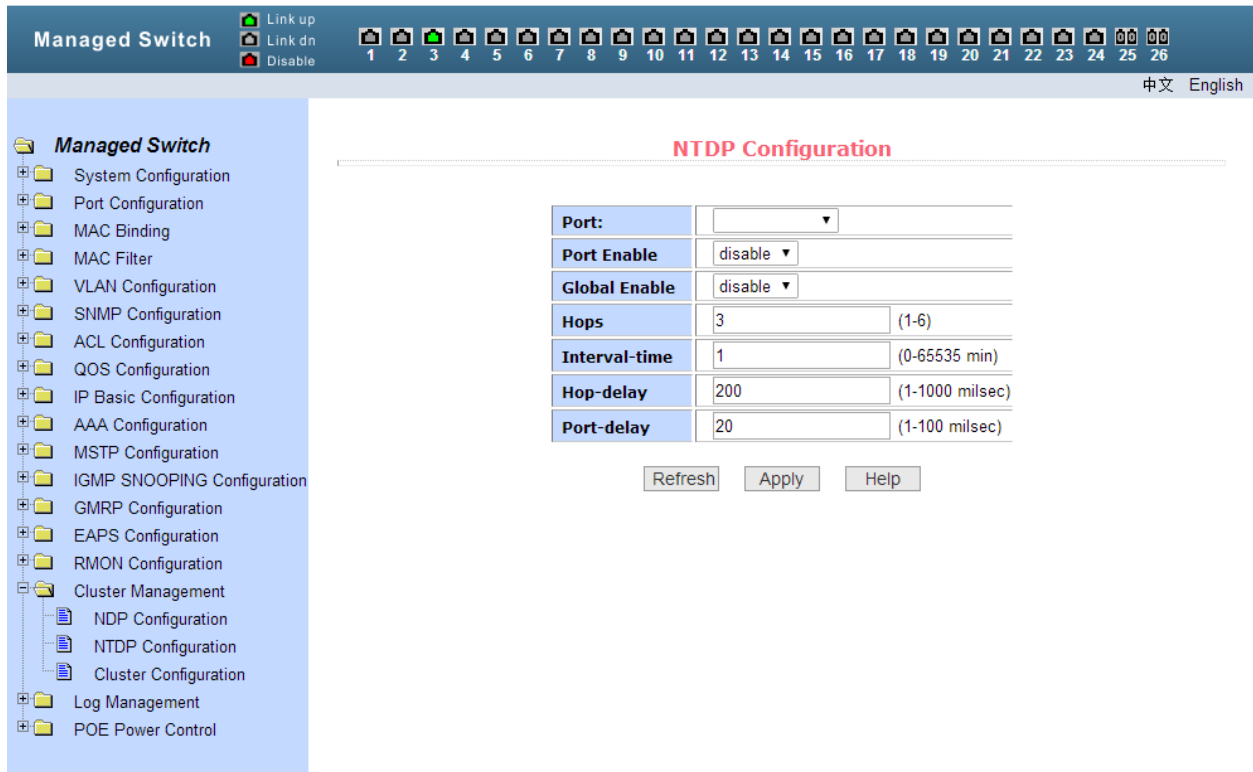 Managed Switch
Link up
Link dn
Disable
1 2 3 4 5 6 7 8 9 10 11 12 13 14 15 16 17 18 19 20 21 22 23 24 25 26
中文 English
Managed Switch
System Configuration
Port Configuration
MAC Binding
MAC Filter
VLAN Configuration
SNMP Configuration
ACL Configuration
QOS Configuration
IP Basic Configuration
AAA Configuration
MSTP Configuration
IGMP SNOOPING Configuration
GMRP Configuration
EAPS Configuration
RMON Configuration
Cluster Management
NDP Configuration
NTDP Configuration
Cluster Configuration
Log Management
POE Power Control
NTDP Configuration
Port:
Port Enable disable
Global Enable disable
Hops 3 (1-6)
Interval-time 1 (0-65535 min)
Hop-delay 200 (1-1000 milsec)
Port-delay 20 (1-100 milsec)
Refresh Apply Help